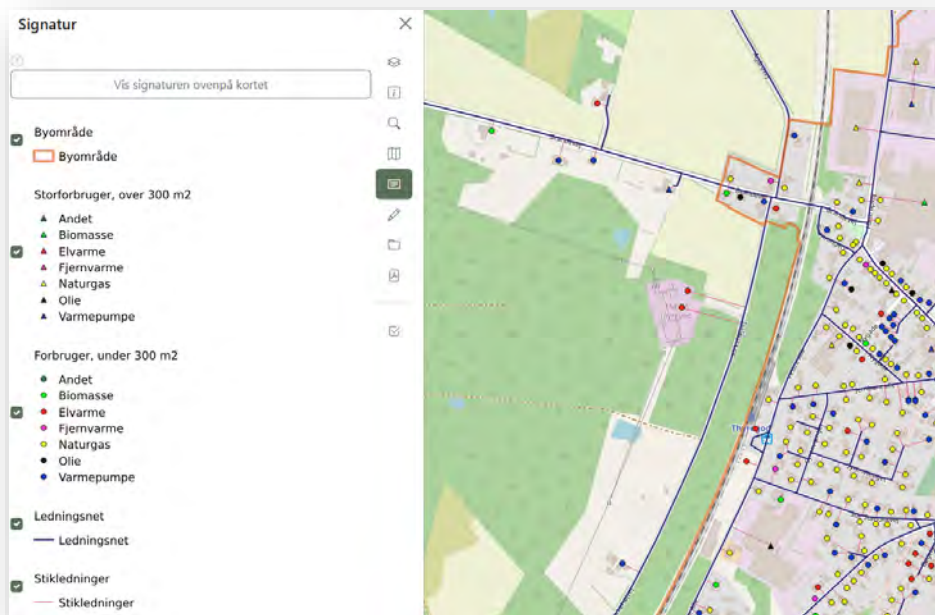 Signatur
Vis signaturen ovenpå kortet
Byområde
Byområde
Storforbruger, over 300 m2
Andet
Biomasse
Elvarme
Fjernvarme
Naturgas
Olie
Varmepumpe
Forbruger, under 300 m2
Andet
Biomasse
Elvarme
Fjernvarme
Naturgas
Olie
Varmepumpe
Ledningsnet
Ledningsnet
Stikledninger
Stikledninger